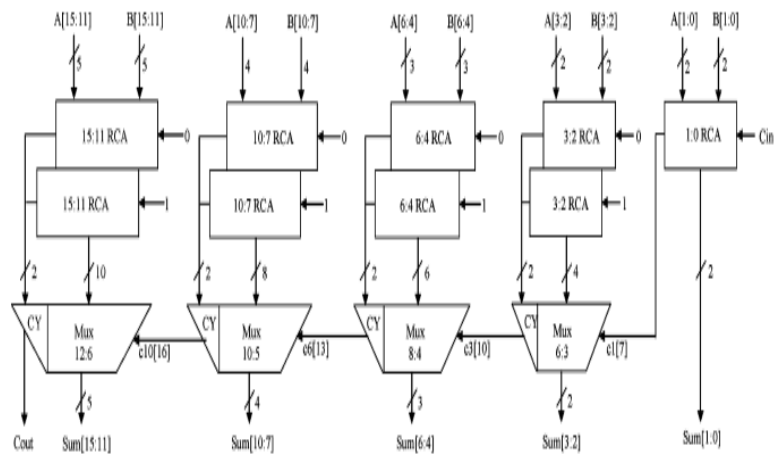 A[15:11] B[15:11] A[10:7] B[10:7] A[6:4] B[6:4] A[3:2] B[3:2] A[1:0] B[1:0]
5 5 4 4 3 3 2 2 2 2
15:11 RCA 0 10:7 RCA 0 6:4 RCA 0 3:2 RCA 0 1:0 RCA Cin
15:11 RCA 1 10:7 RCA 1 6:4 RCA 1 3:2 RCA 1
2 10 2 8 2 6 2 4 2
CY Mux 12:6 c10[16] CY Mux 10:5 c6[13] CY Mux 8:4 c3[10] CY Mux 6:3 c1[7]
5 4 3 2
Cout Sum[15:11] Sum[10:7] Sum[6:4] Sum[3:2] Sum[1:0]